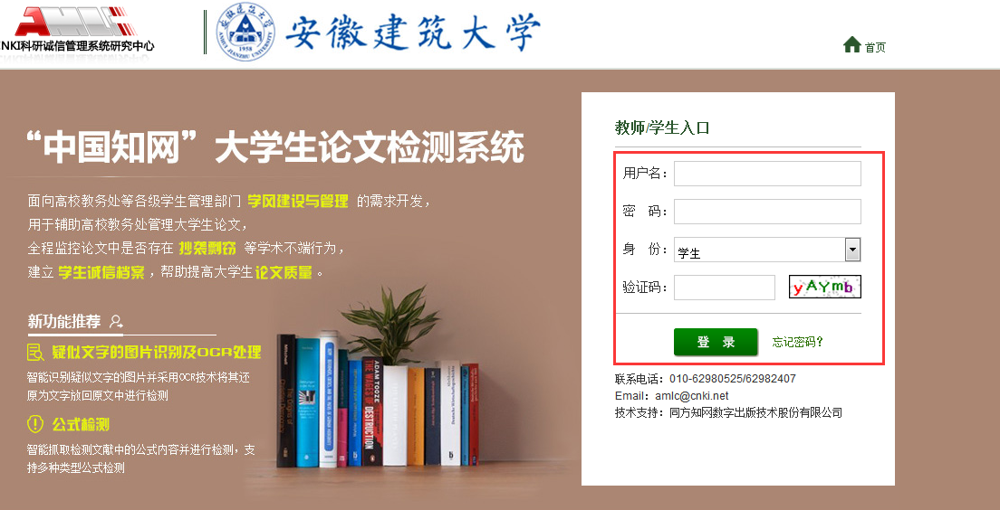 CNKI科研诚信管理系统研究中心
安徽建筑大学
ANHUI JIANZHU UNIVERSITY
1958
首页
“中国知网”大学生论文检测系统
面向高校教务处等各级学生管理部门 学风建设与管理 的需求开发，
用于辅助高校教务处管理大学生论文，
全程监控论文中是否存在 抄袭剽窃 等学术不端行为，
建立 学生诚信档案 ，帮助提高大学生论文质量 。
新功能推荐
疑似文字的图片识别及OCR处理
智能识别疑似文字的图片并采用OCR技术将其还
原为文字放回原文中进行检测
公式检测
智能抓取检测文献中的公式内容并进行检测，支
持多种类型公式检测
ADAM TOOZE
THE WAGES OF DESTRUCTION
教师/学生入口
用户名：
密 码：
身 份：学生
验证码：
yAYmb
登 录 忘记密码？
联系电话：010-62980525/62982407
Email：amlc@cnki.net
技术支持：同方知网数字出版技术股份有限公司